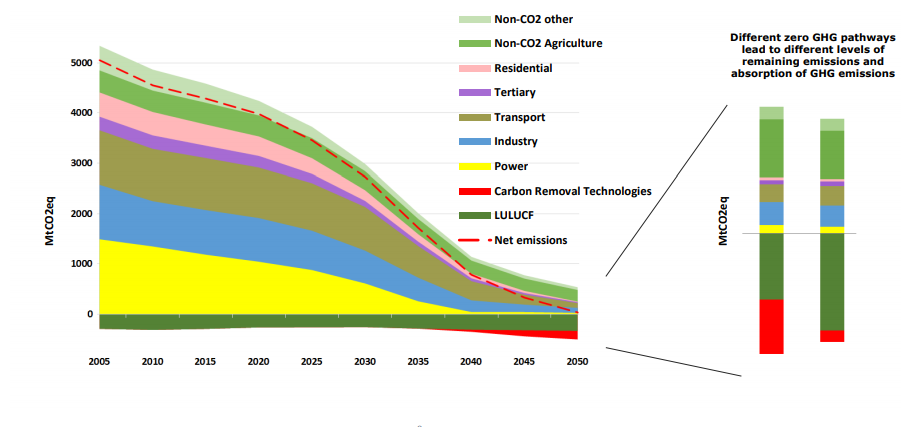 Non-CO2 other
Non-CO2 Agriculture
Residential
Tertiary
Transport
Industry
Power
Carbon Removal Technologies
LULUCF
Net emissions
MtCO2eq
5000
4000
3000
2000
1000
0
2005 2010 2015 2020 2025 2030 2035 2040 2045 2050
Different zero GHG pathways
lead to different levels of
remaining emissions and
absorption of GHG emissions
MtCO2eq